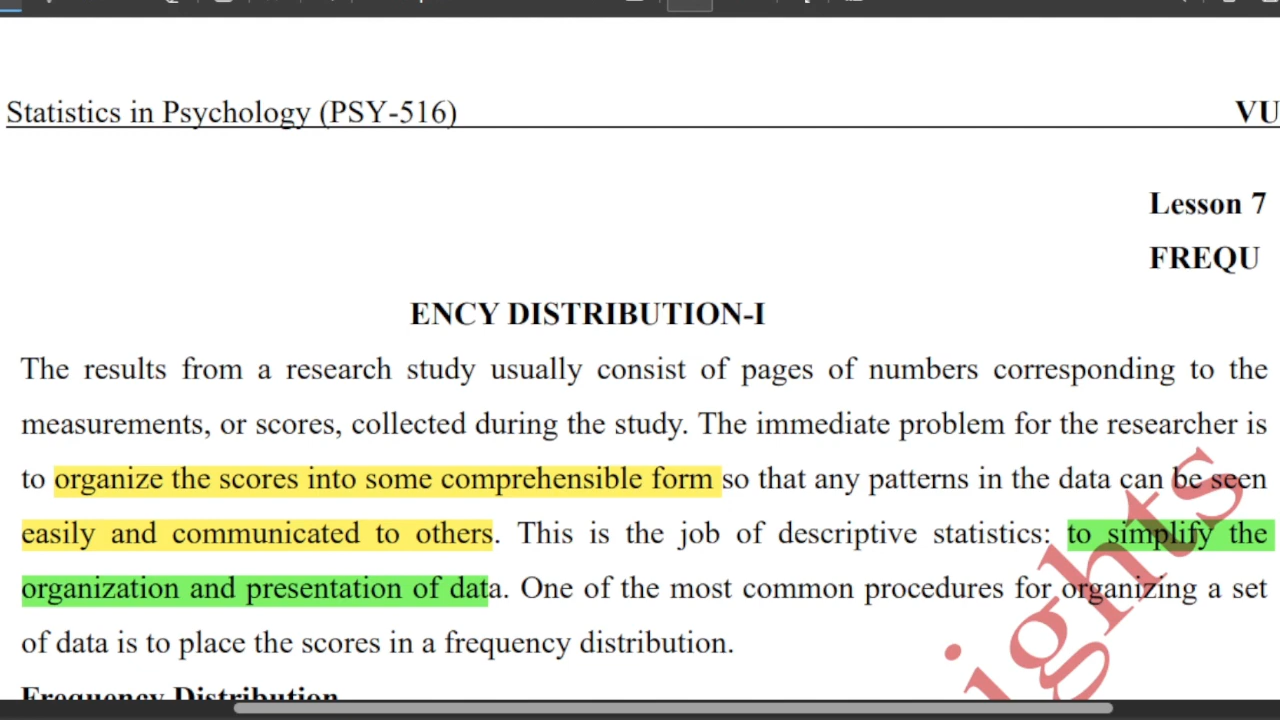 Statistics in Psychology (PSY-516) VU
Lesson 7
FREQU
ENCY DISTRIBUTION-I
The results from a research study usually consist of pages of numbers corresponding to the
measurements, or scores, collected during the study. The immediate problem for the researcher is
to organize the scores into some comprehensible form so that any patterns in the data can be seen
easily and communicated to others. This is the job of descriptive statistics: to simplify the
organization and presentation of data. One of the most common procedures for organizing a set
of data is to place the scores in a frequency distribution.
Frequency Distribution
ights